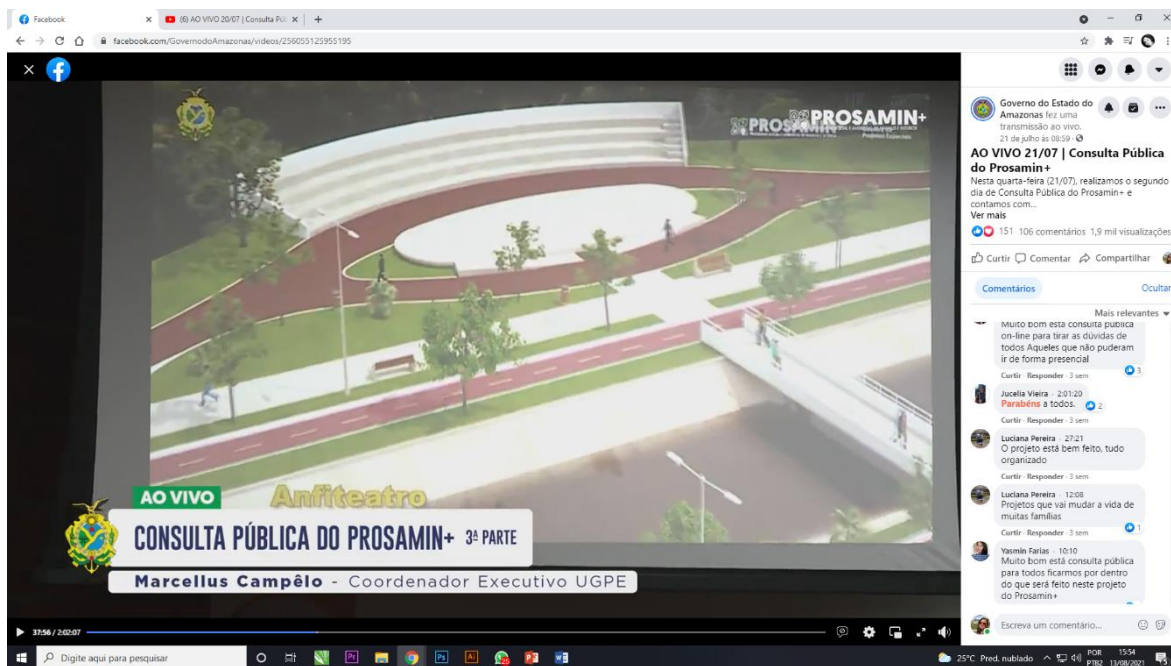 Facebook
(6) AO VIVO 20/07 | Consulta Púb
facebook.com/GovernodoAmazonas/videos/256055125955195
PROSAMIN+
AO VIVO
Anfiteatro
CONSULTA PÚBLICA DO PROSAMIN+ 3ª PARTE
Marcellus Campêlo - Coordenador Executivo UGPE
37:56 / 2:02:07
Governo do Estado do
Amazonas fez uma
transmissão ao vivo.
21 de julho às 08:59 ·
AO VIVO 21/07 | Consulta Pública
do Prosamin+
Nesta quarta-feira (21/07), realizamos o segundo
dia de Consulta Pública do Prosamin+ e
contamos com...
Ver mais
151 106 comentários 1,9 mil visualizações
Curtir Comentar Compartilhar
Comentários Ocultar
Mais relevantes
Muito bom esta consulta pública
on-line para tirar as dúvidas de
todos Aqueles que não puderam
ir de forma presencial
3
Curtir · Responder · 3 sem
Jucelia Vieira · 2:01:20
Parabéns a todos.
2
Curtir · Responder · 3 sem
Luciana Pereira · 27:21
O projeto está bem feito, tudo
organizado
Curtir · Responder · 3 sem
Luciana Pereira · 12:08
Projetos que vai mudar a vida de
muitas famílias
1
Curtir · Responder · 3 sem
Yasmin Farias · 10:10
Muito bom está consulta pública
para todos ficarmos por dentro
do que será feito neste projeto
do Prosamin+
Escreva um comentário...
Digite aqui para pesquisar
25°C Pred. nublado
POR
PTB2
15:54
13/08/2021